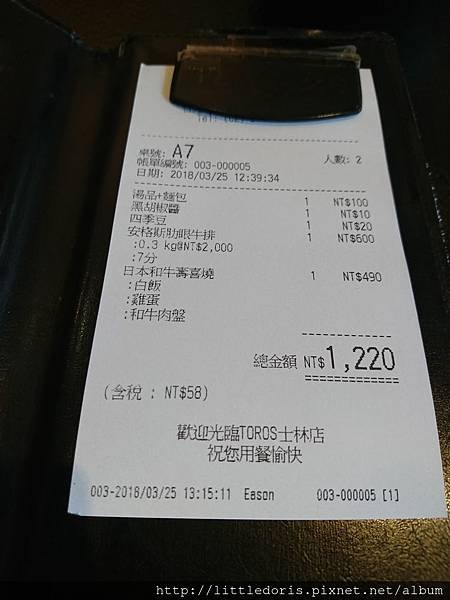 桌號: A7 人數: 2
帳單編號: 003-000005
日期: 2018/03/25 12:39:34
湯品+麵包 1 NT$100
黑胡椒醬 1 NT$10
四季豆 1 NT$20
安格斯肋眼牛排 1 NT$600
:0.3 kg@NT$2,000
:7分
日本和牛壽喜燒 1 NT$490
:白飯
:雞蛋
:和牛肉盤
總金額 NT$1,220
(含稅 : NT$58)
歡迎光臨TOROS士林店
祝您用餐愉快
003-2018/03/25 13:15:11 Eason 003-000005 [1]
http://littledoris.pixnet.net/album